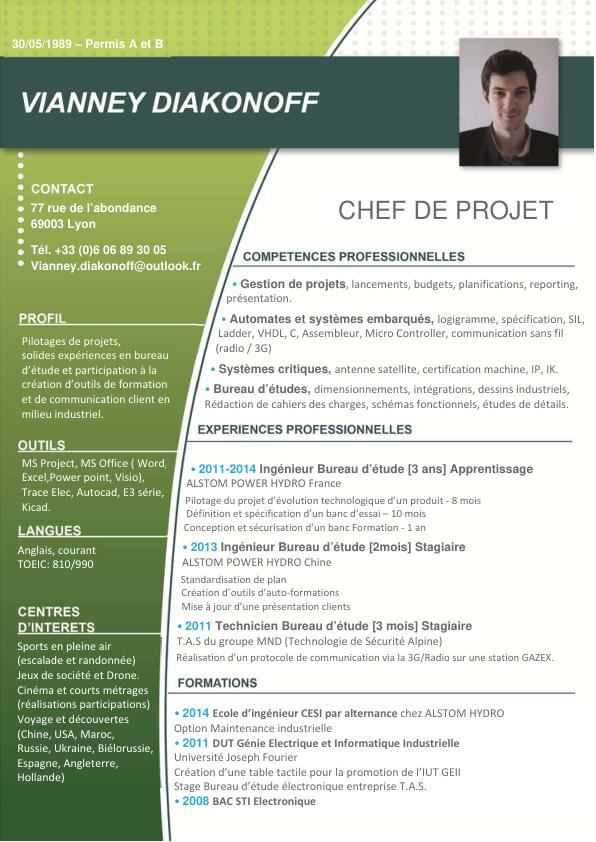 30/05/1989 – Permis A et B
VIANNEY DIAKONOFF
CONTACT
77 rue de l'abondance
69003 Lyon
Tél. +33 (0)6 06 89 30 05
Vianney.diakonoff@outlook.fr
PROFIL
Pilotages de projets,
solides expériences en bureau
d'étude et participation à la
création d'outils de formation
et de communication client en
milieu industriel.
OUTILS
MS Project, MS Office ( Word,
Excel,Power point, Visio),
Trace Elec, Autocad, E3 série,
Kicad.
LANGUES
Anglais, courant
TOEIC: 810/990
CENTRES
D'INTERETS
Sports en pleine air
(escalade et randonnée)
Jeux de société et Drone.
Cinéma et courts métrages
(réalisations participations)
Voyage et découvertes
(Chine, USA, Maroc,
Russie, Ukraine, Biélorussie,
Espagne, Angleterre,
Hollande)
CHEF DE PROJET
COMPETENCES PROFESSIONNELLES
• Gestion de projets, lancements, budgets, planifications, reporting,
présentation.
• Automates et systèmes embarqués, logigramme, spécification, SIL,
Ladder, VHDL, C, Assembleur, Micro Controller, communication sans fil
(radio / 3G)
• Systèmes critiques, antenne satellite, certification machine, IP, IK.
• Bureau d'études, dimensionnements, intégrations, dessins industriels,
Rédaction de cahiers des charges, schémas fonctionnels, études de détails.
EXPERIENCES PROFESSIONNELLES
• 2011-2014 Ingénieur Bureau d'étude [3 ans] Apprentissage
ALSTOM POWER HYDRO France
Pilotage du projet d'évolution technologique d'un produit - 8 mois
Définition et spécification d'un banc d'essai – 10 mois
Conception et sécurisation d'un banc Formation - 1 an
• 2013 Ingénieur Bureau d'étude [2mois] Stagiaire
ALSTOM POWER HYDRO Chine
Standardisation de plan
Création d'outils d'auto-formations
Mise à jour d'une présentation clients
• 2011 Technicien Bureau d'étude [3 mois] Stagiaire
T.A.S du groupe MND (Technologie de Sécurité Alpine)
Réalisation d'un protocole de communication via la 3G/Radio sur une station GAZEX.
FORMATIONS
• 2014 Ecole d'ingénieur CESI par alternance chez ALSTOM HYDRO
Option Maintenance industrielle
• 2011 DUT Génie Electrique et Informatique Industrielle
Université Joseph Fourier
Création d'une table tactile pour la promotion de l'IUT GEII
Stage Bureau d'étude électronique entreprise T.A.S.
• 2008 BAC STI Electronique